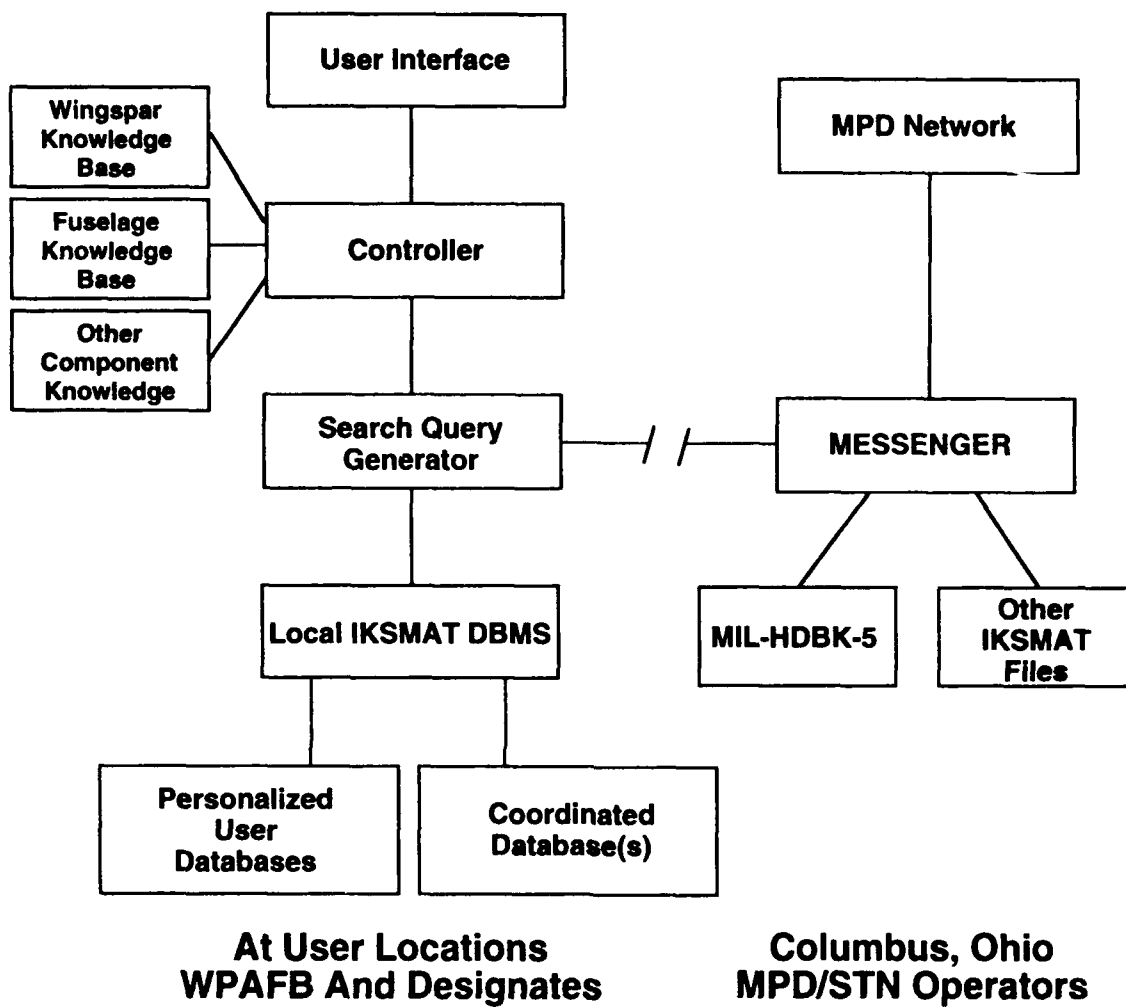 User Interface
Wingspar
Knowledge
Base
MPD Network
Fuselage
Knowledge
Base
Controller
Other
Component
Knowledge
Search Query
Generator
MESSENGER
Local IKSMAT DBMS
MIL-HDBK-5
Other
IKSMAT
Files
Personalized
User
Databases
Coordinated
Database(s)
At User Locations
WPAFB And Designates
Columbus, Ohio
MPD/STN Operators